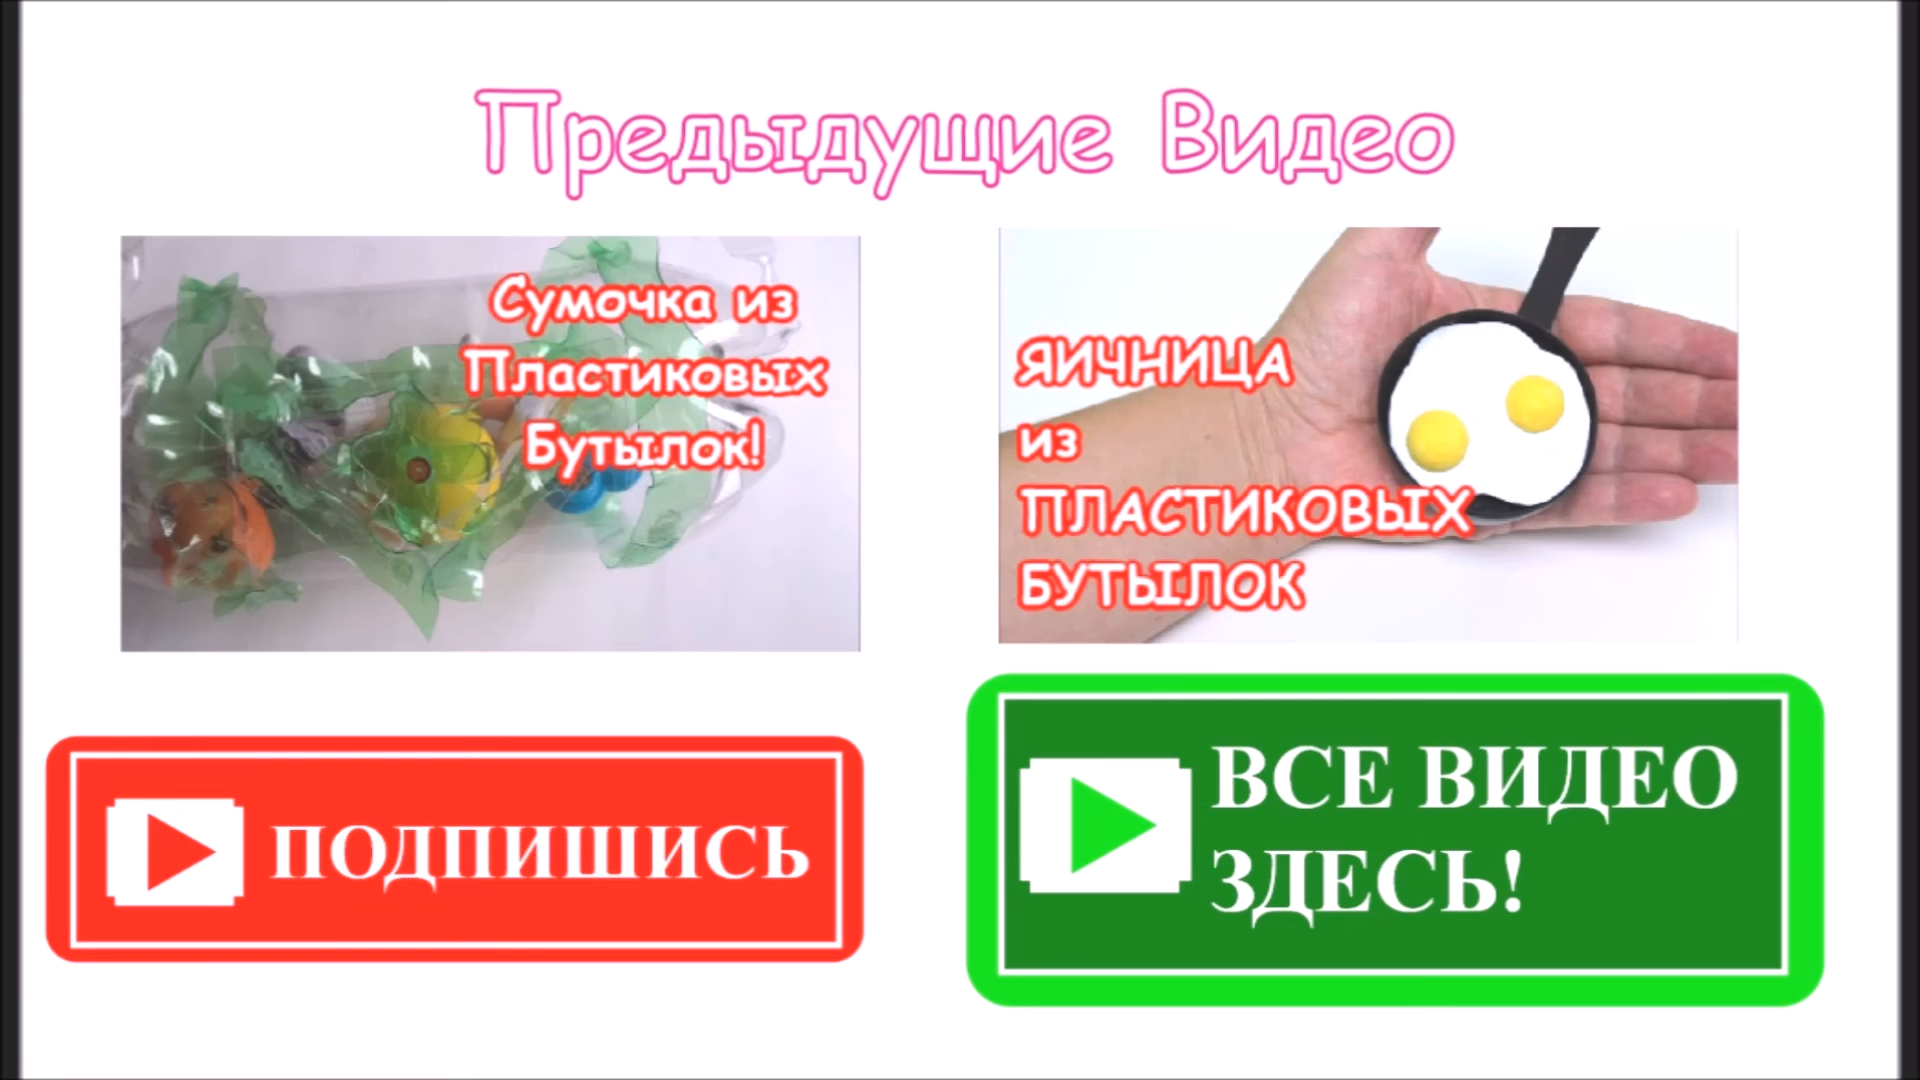 Предыдущие Видео
Сумочка из
Пластиковых
Бутылок!
ЯИЧНИЦА
из
ПЛАСТИКОВЫХ
БУТЫЛОК
ПОДПИШИСЬ
ВСЕ ВИДЕО
ЗДЕСЬ!